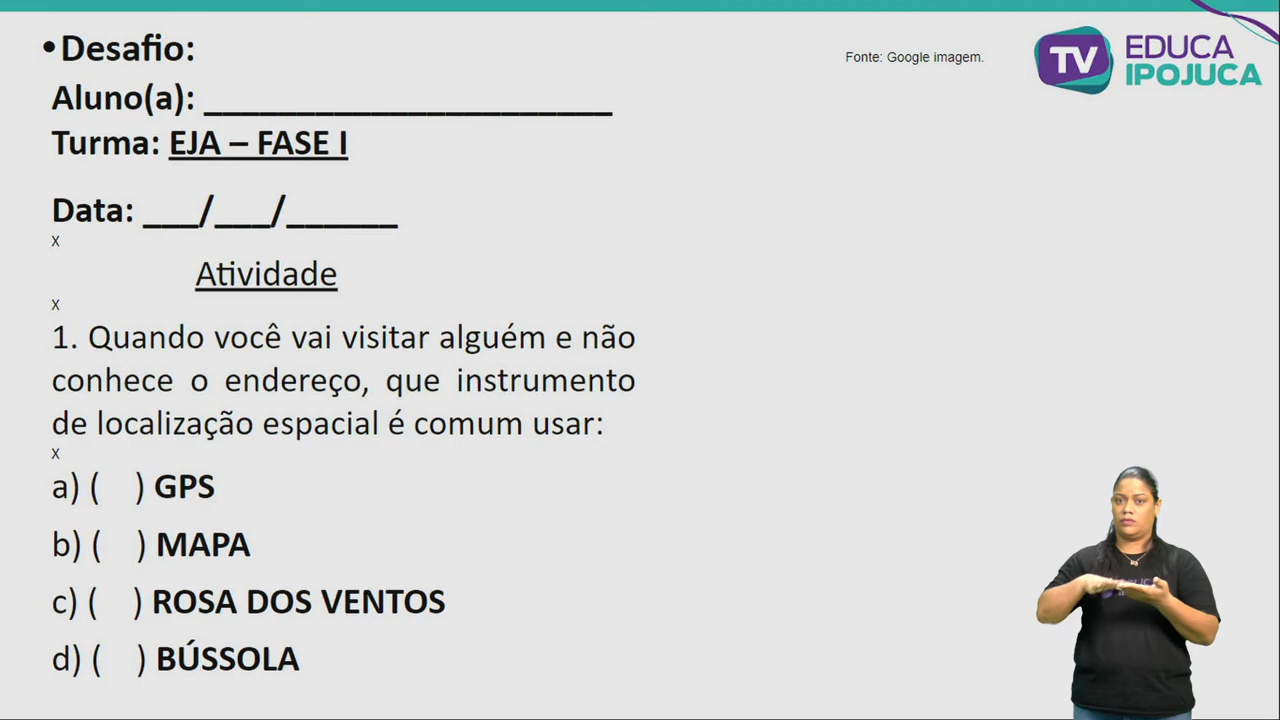 •Desafio:
Fonte: Google imagem.
TV EDUCA
IPOJUCA
Aluno(a): ______________________
Turma: EJA – FASE I
Data: ___/___/______
x
Atividade
x
1. Quando você vai visitar alguém e não
conhece o endereço, que instrumento
de localização espacial é comum usar:
x
a) (    ) GPS
b) (    ) MAPA
c) (    ) ROSA DOS VENTOS
d) (    ) BÚSSOLA